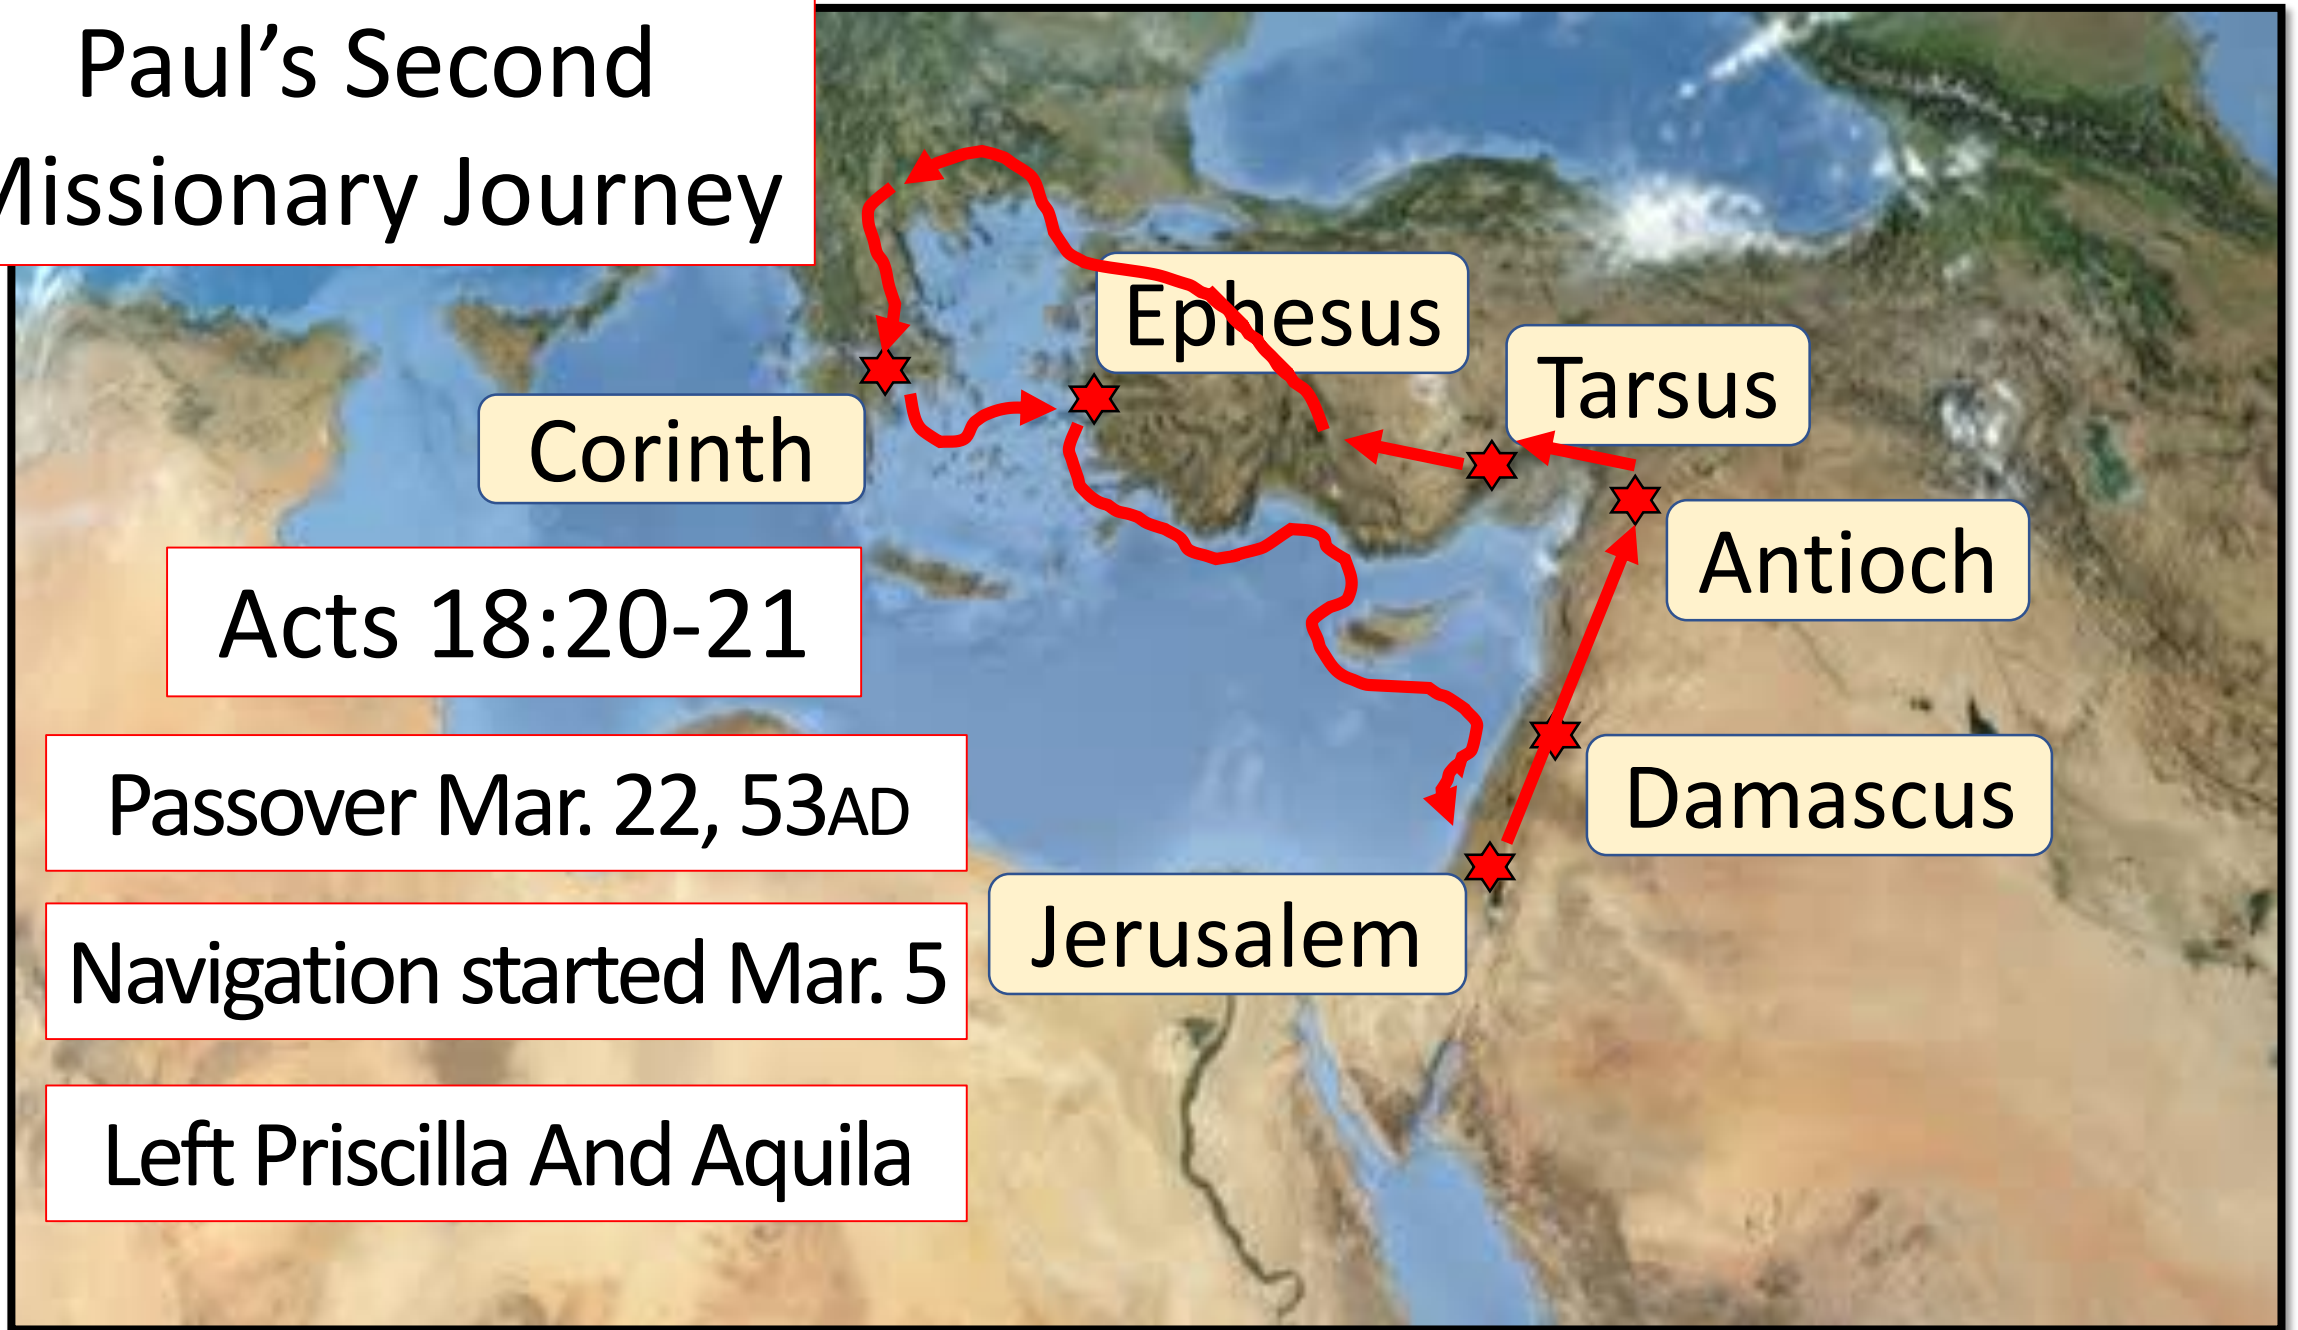 Paul’s Second
Missionary Journey
Ephesus
Tarsus
Corinth
Antioch
Acts 18:20-21
Passover Mar. 22, 53AD
Damascus
Navigation started Mar. 5
Jerusalem
Left Priscilla And Aquila